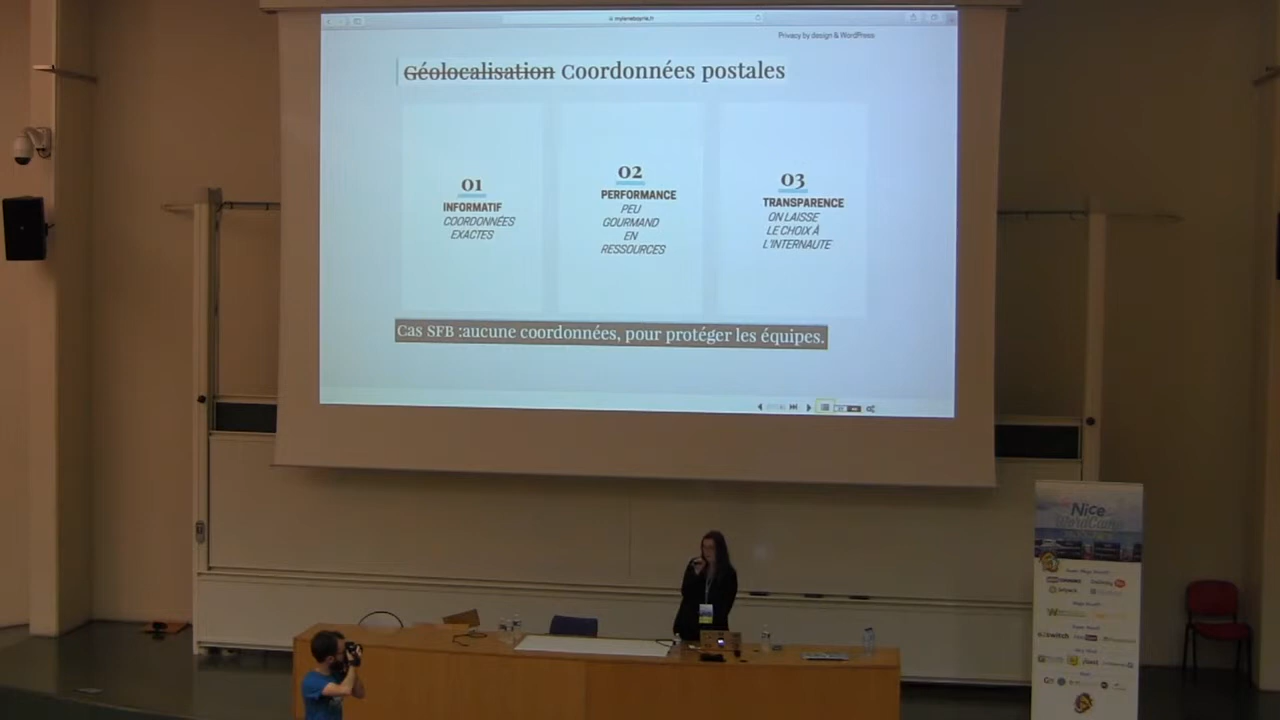 Privacy by design & WordPress
Géolocalisation Coordonnées postales
01
INFORMATIF
COORDONNÉES
EXACTES
02
PERFORMANCE
PEU
GOURMAND
EN
RESSOURCES
03
TRANSPARENCE
ON LAISSE
LE CHOIX À
L'INTERNAUTE
Cas SFB :aucune coordonnées, pour protéger les équipes.
Nice
WordCamp